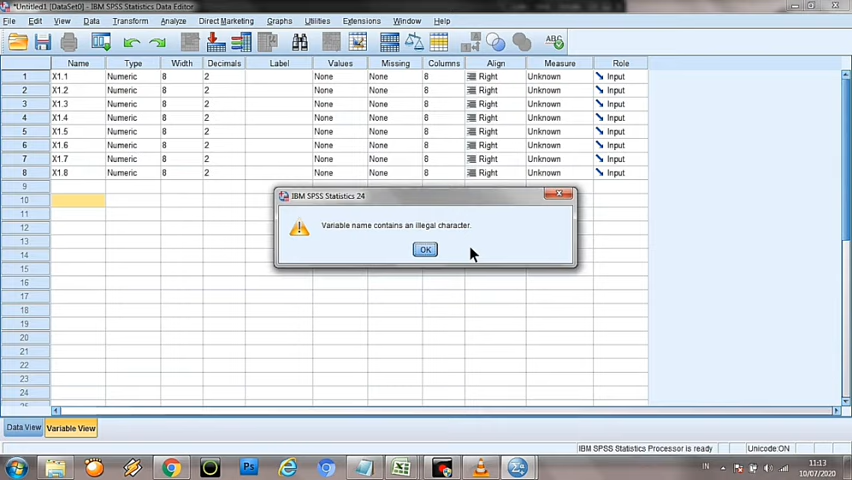 *Untitled1 [DataSet0] - IBM SPSS Statistics Data Editor
File Edit View Data Transform Analyze Direct Marketing Graphs Utilities Extensions Window Help
Name Type Width Decimals Label Values Missing Columns Align Measure Role
1 X1.1 Numeric 8 2 None None 8 Right Unknown Input
2 X1.2 Numeric 8 2 None None 8 Right Unknown Input
3 X1.3 Numeric 8 2 None None 8 Right Unknown Input
4 X1.4 Numeric 8 2 None None 8 Right Unknown Input
5 X1.5 Numeric 8 2 None None 8 Right Unknown Input
6 X1.6 Numeric 8 2 None None 8 Right Unknown Input
7 X1.7 Numeric 8 2 None None 8 Right Unknown Input
8 X1.8 Numeric 8 2 None None 8 Right Unknown Input
9
10
11
12
13
14
15
16
17
18
19
20
21
22
23
24
IBM SPSS Statistics 24
Variable name contains an illegal character.
OK
Data View Variable View
IBM SPSS Statistics Processor is ready Unicode:ON
Ps IN 11:13
10/07/2020